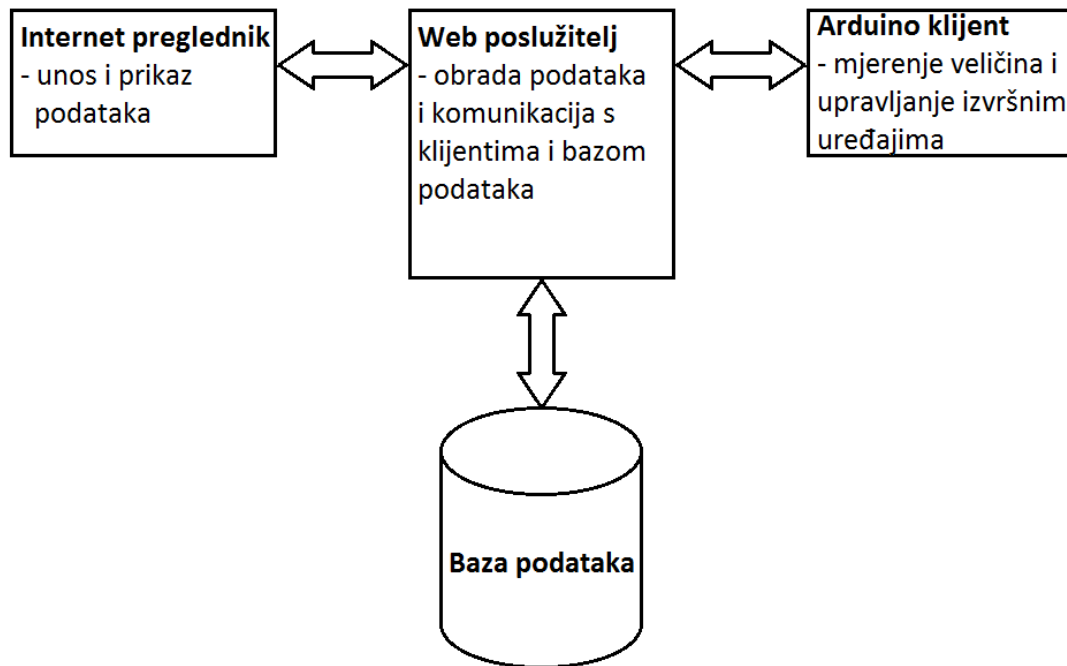 Internet preglednik
- unos i prikaz
podataka
Web poslužitelj
- obrada podataka
i komunikacija s
klijentima i bazom
podataka
Arduino klijent
- mjerenje veličina i
upravljanje izvršnim
uređajima
Baza podataka